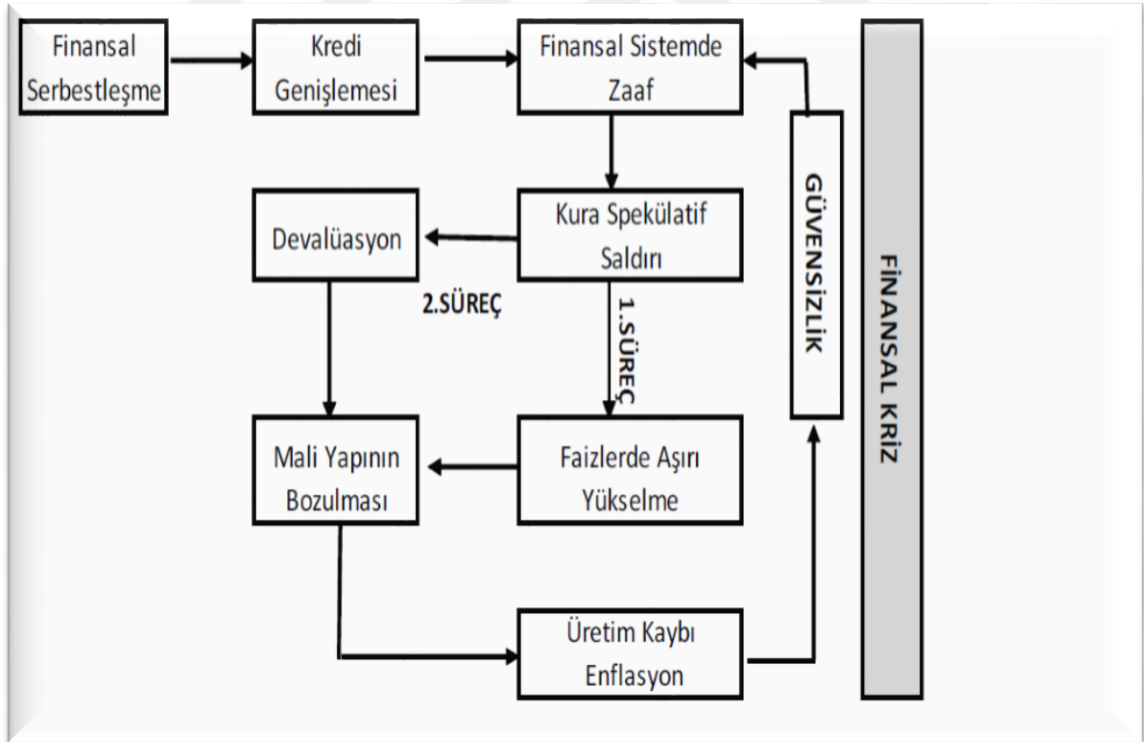 Finansal
Serbestleşme
Kredi
Genişlemesi
Finansal Sistemde
Zaaf
GÜVENSİZLİK
FİNANSAL KRİZ
Devalüasyon
Kura Spekülatif
Saldırı
2.SÜREÇ
1.SÜREÇ
Mali Yapının
Bozulması
Faizlerde Aşırı
Yükselme
Üretim Kaybı
Enflasyon